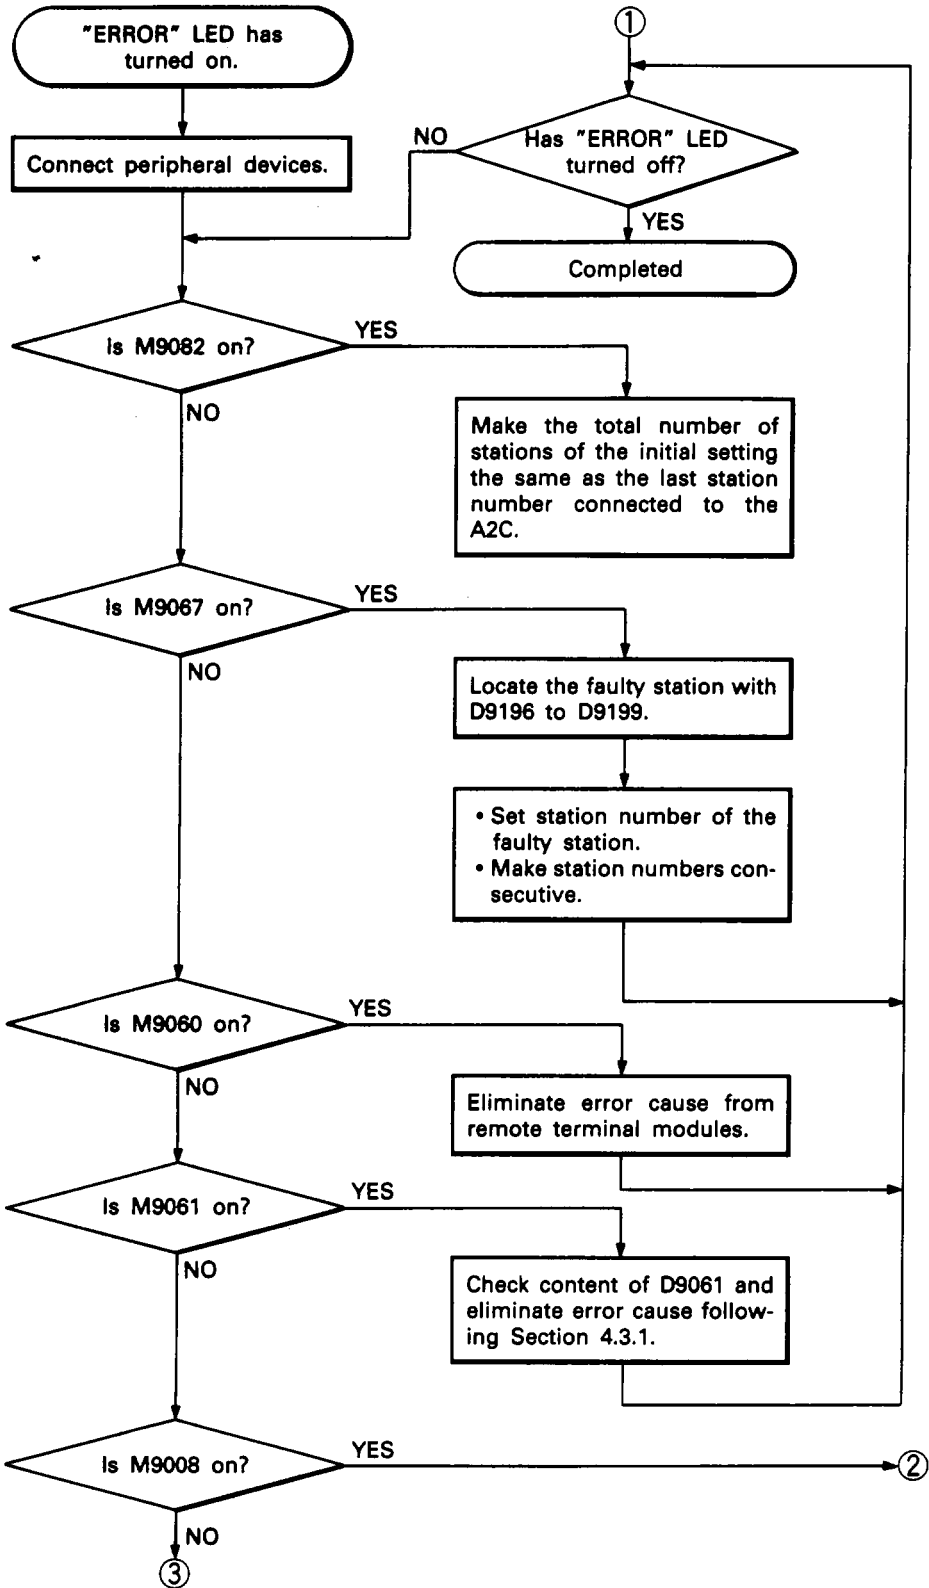 "ERROR" LED has
turned on.
Connect peripheral devices.
①
Has "ERROR" LED
turned off?
NO
YES
Completed
Is M9082 on?
YES
NO
Make the total number of
stations of the initial setting
the same as the last station
number connected to the
A2C.
Is M9067 on?
YES
NO
Locate the faulty station with
D9196 to D9199.
• Set station number of the
faulty station.
• Make station numbers con-
secutive.
Is M9060 on?
YES
NO
Eliminate error cause from
remote terminal modules.
Is M9061 on?
YES
NO
Check content of D9061 and
eliminate error cause follow-
ing Section 4.3.1.
Is M9008 on?
YES
②
NO
③